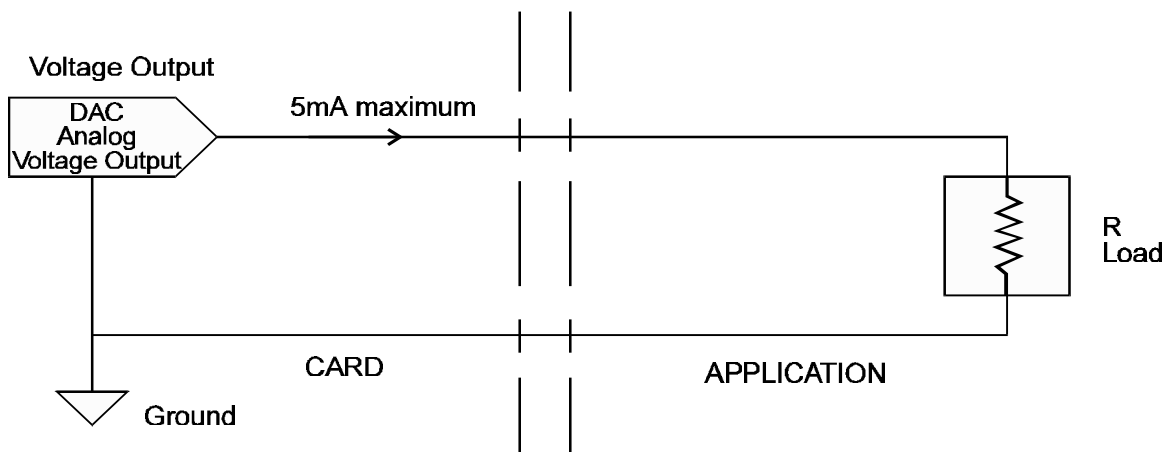 Voltage Output
DAC
Analog
Voltage Output
5mA maximum
R
Load
CARD
APPLICATION
Ground